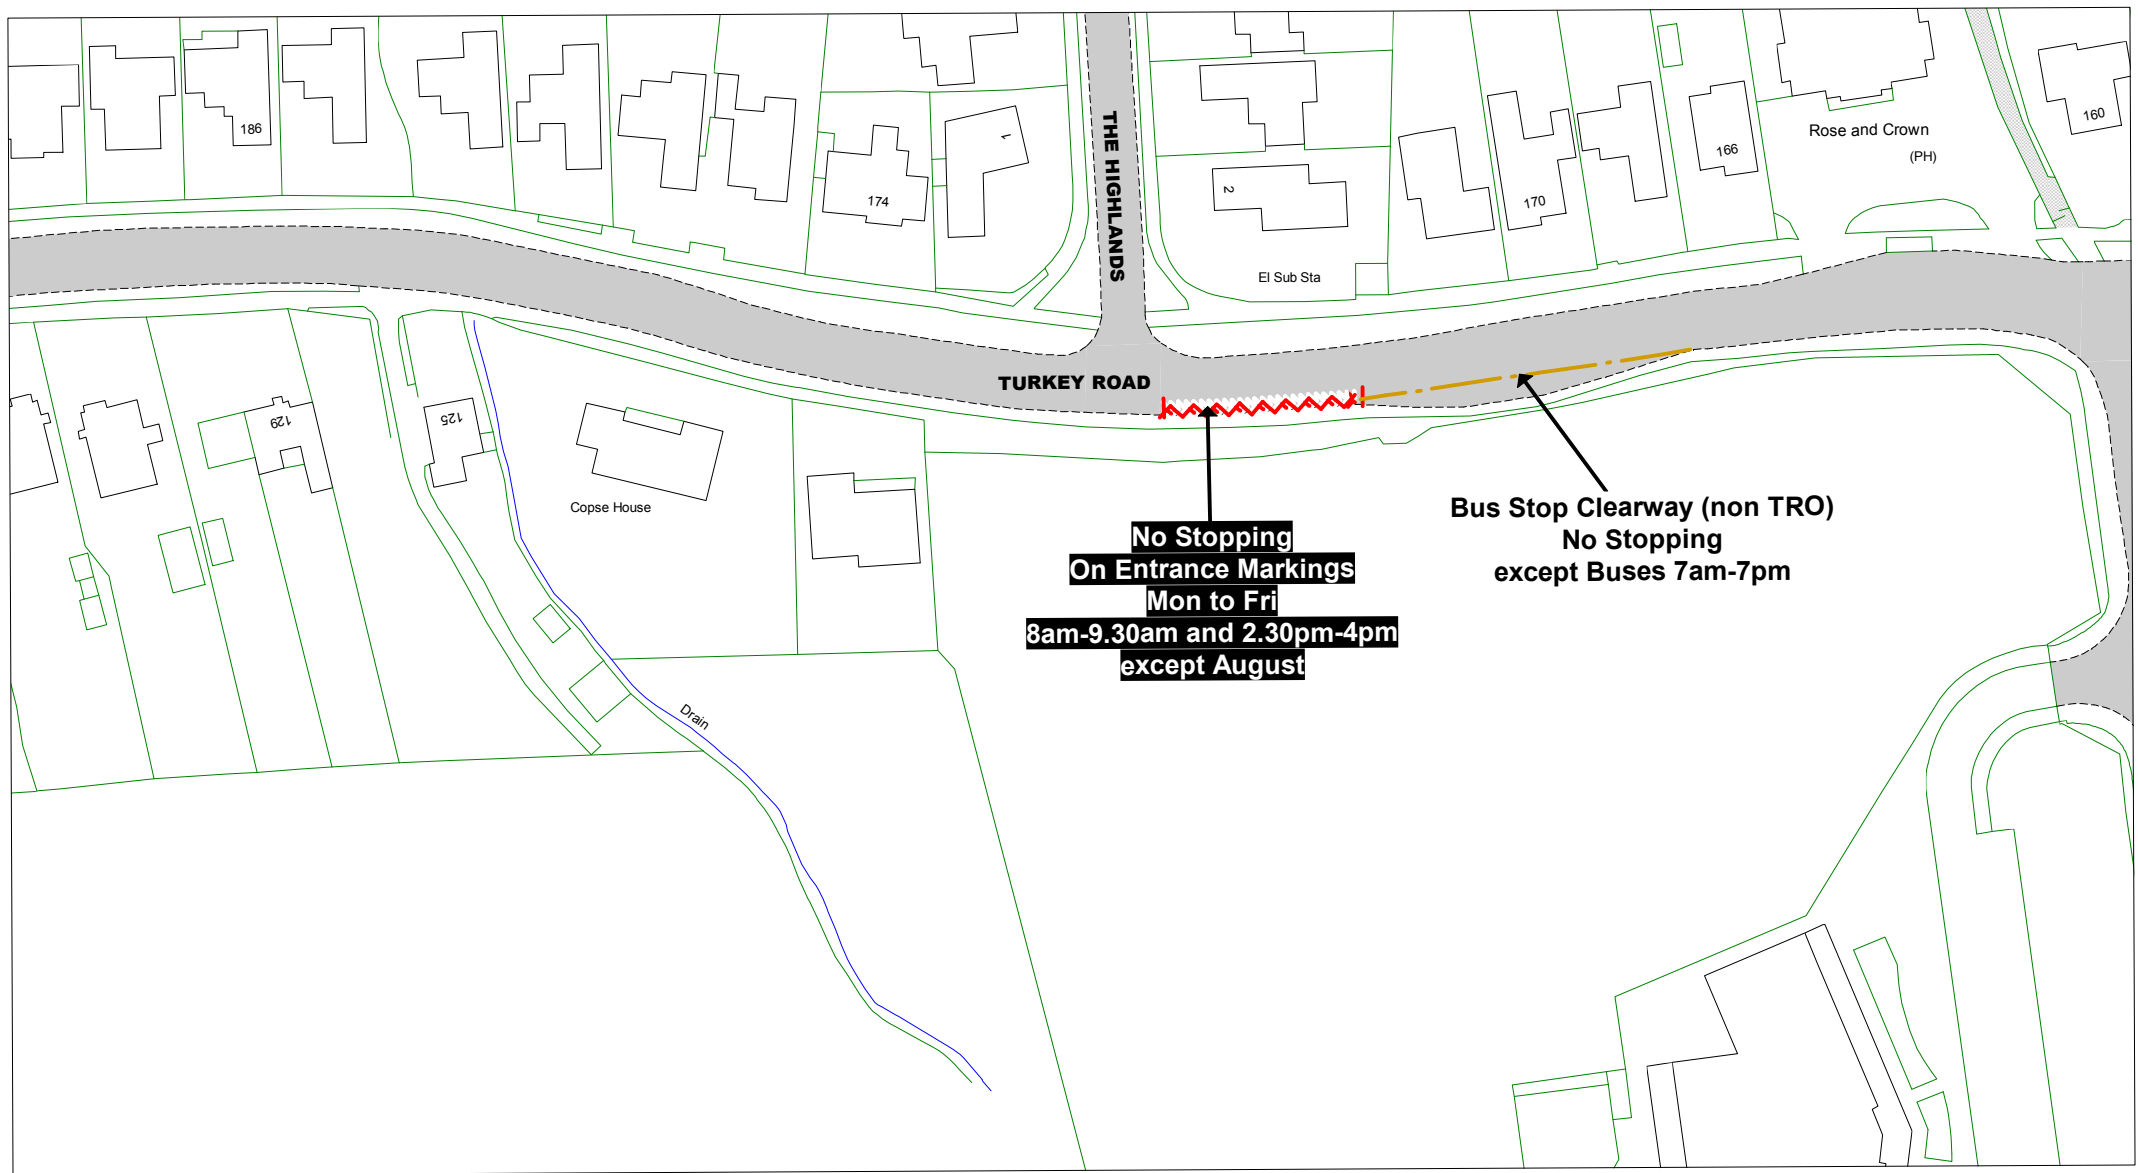 186
1
THE HIGHLANDS
Rose and Crown
(PH)
160
166
174
2
170
El Sub Sta
TURKEY ROAD
129
125
Copse House
Bus Stop Clearway (non TRO)
No Stopping
except Buses 7am-7pm
No Stopping
On Entrance Markings
Mon to Fri
8am-9.30am and 2.30pm-4pm
except August
Drain